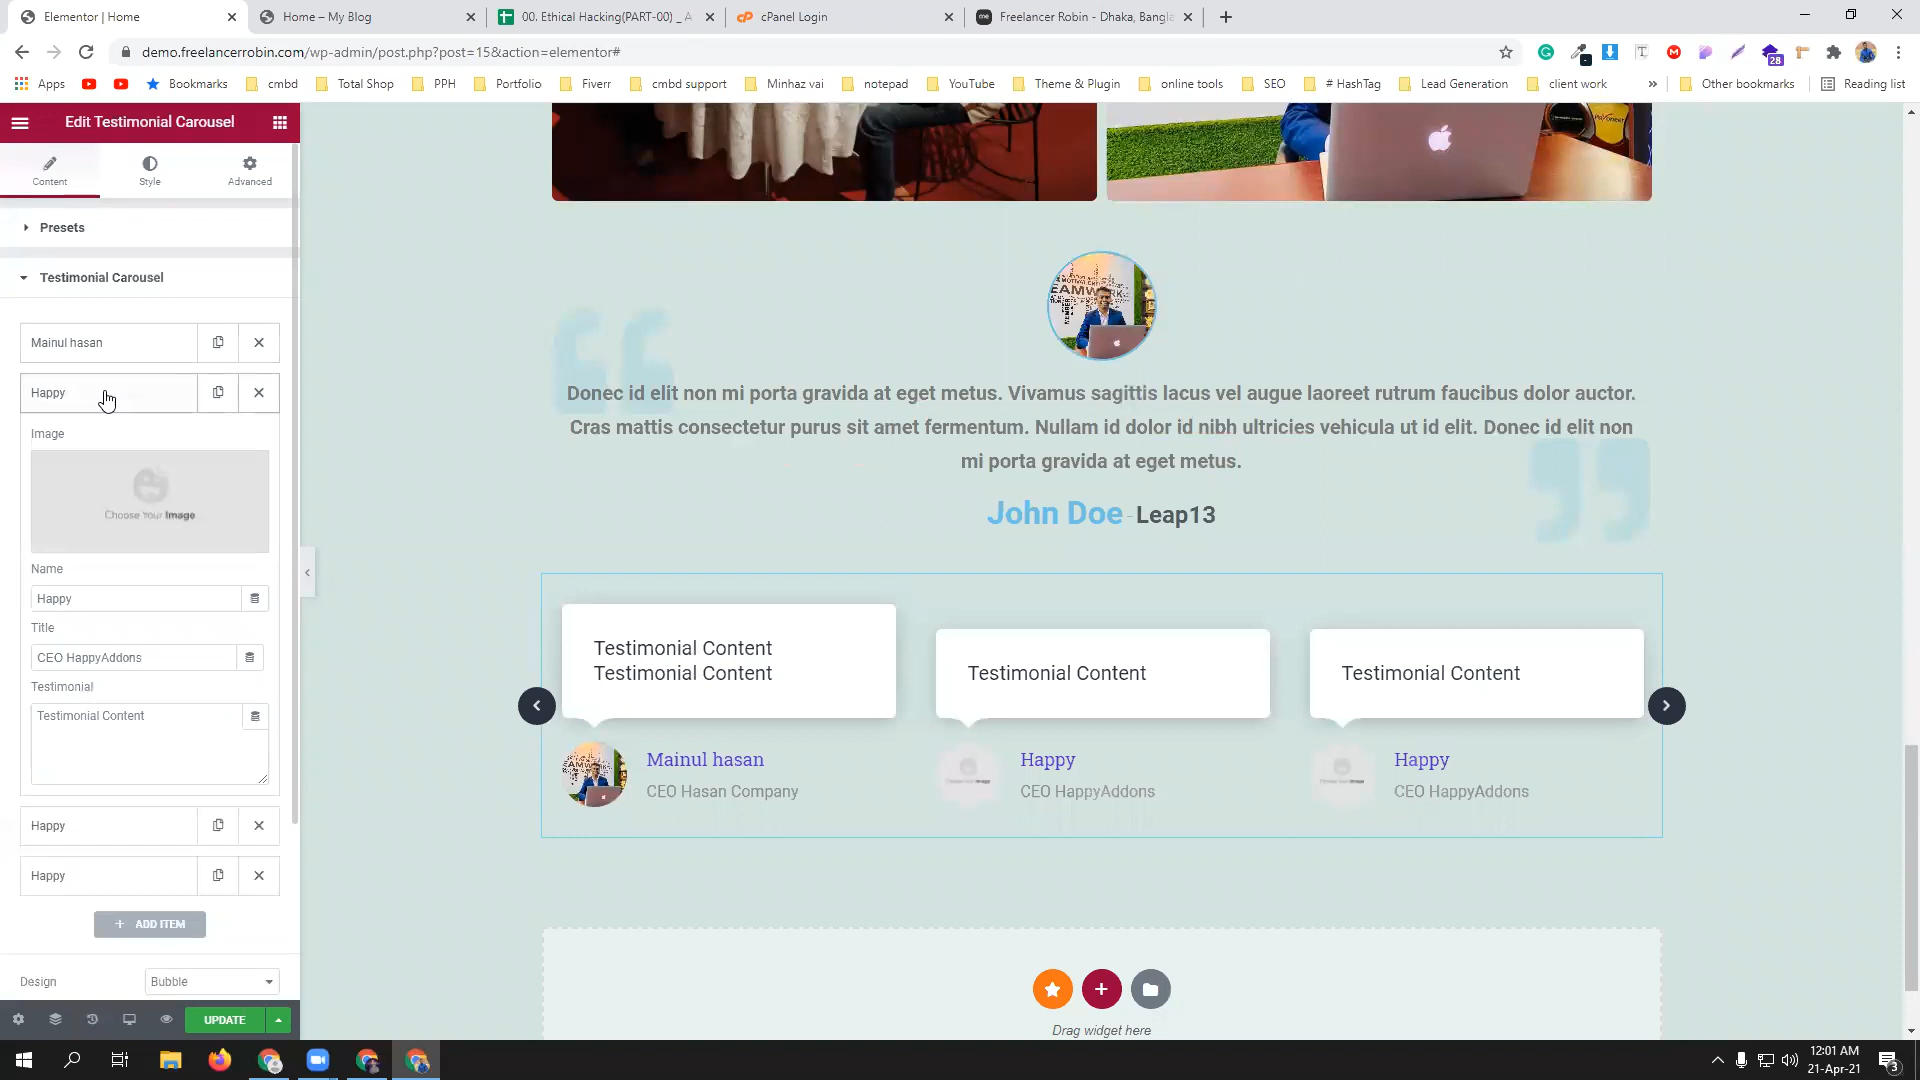 Elementor | Home
Home – My Blog
00. Ethical Hacking(PART-00) _ A
cPanel Login
Freelancer Robin - Dhaka, Bangla
demo.freelancerrobin.com/wp-admin/post.php?post=15&action=elementor#
28
Apps
Bookmarks
cmbd
Total Shop
PPH
Portfolio
Fiverr
cmbd support
Minhaz vai
notepad
YouTube
Theme & Plugin
online tools
SEO
# HashTag
Lead Generation
client work
»
Other bookmarks
Reading list
Edit Testimonial Carousel
Content
Style
Advanced
Presets
Testimonial Carousel
Mainul hasan
Happy
Image
Choose Your Image
Name
Happy
Title
CEO HappyAddons
Testimonial
Testimonial Content
Happy
Happy
+ ADD ITEM
Design
Bubble
UPDATE
Donec id elit non mi porta gravida at eget metus. Vivamus sagittis lacus vel augue laoreet rutrum faucibus dolor auctor.
Cras mattis consectetur purus sit amet fermentum. Nullam id dolor id nibh ultricies vehicula ut id elit. Donec id elit non
mi porta gravida at eget metus.
John Doe - Leap13
Testimonial Content
Testimonial Content
Testimonial Content
Testimonial Content
Mainul hasan
CEO Hasan Company
Happy
CEO HappyAddons
Happy
CEO HappyAddons
Drag widget here
12:01 AM
21-Apr-21
3